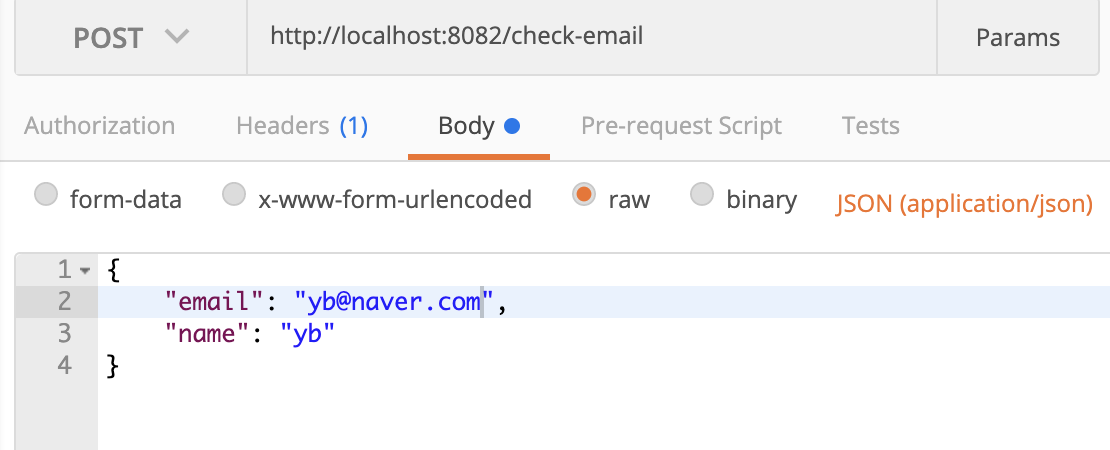 POST http://localhost:8082/check-email Params
Authorization Headers (1) Body Pre-request Script Tests
form-data x-www-form-urlencoded raw binary JSON (application/json)
1 {
2 "email": "yb@naver.com",
3 "name": "yb"
4 }